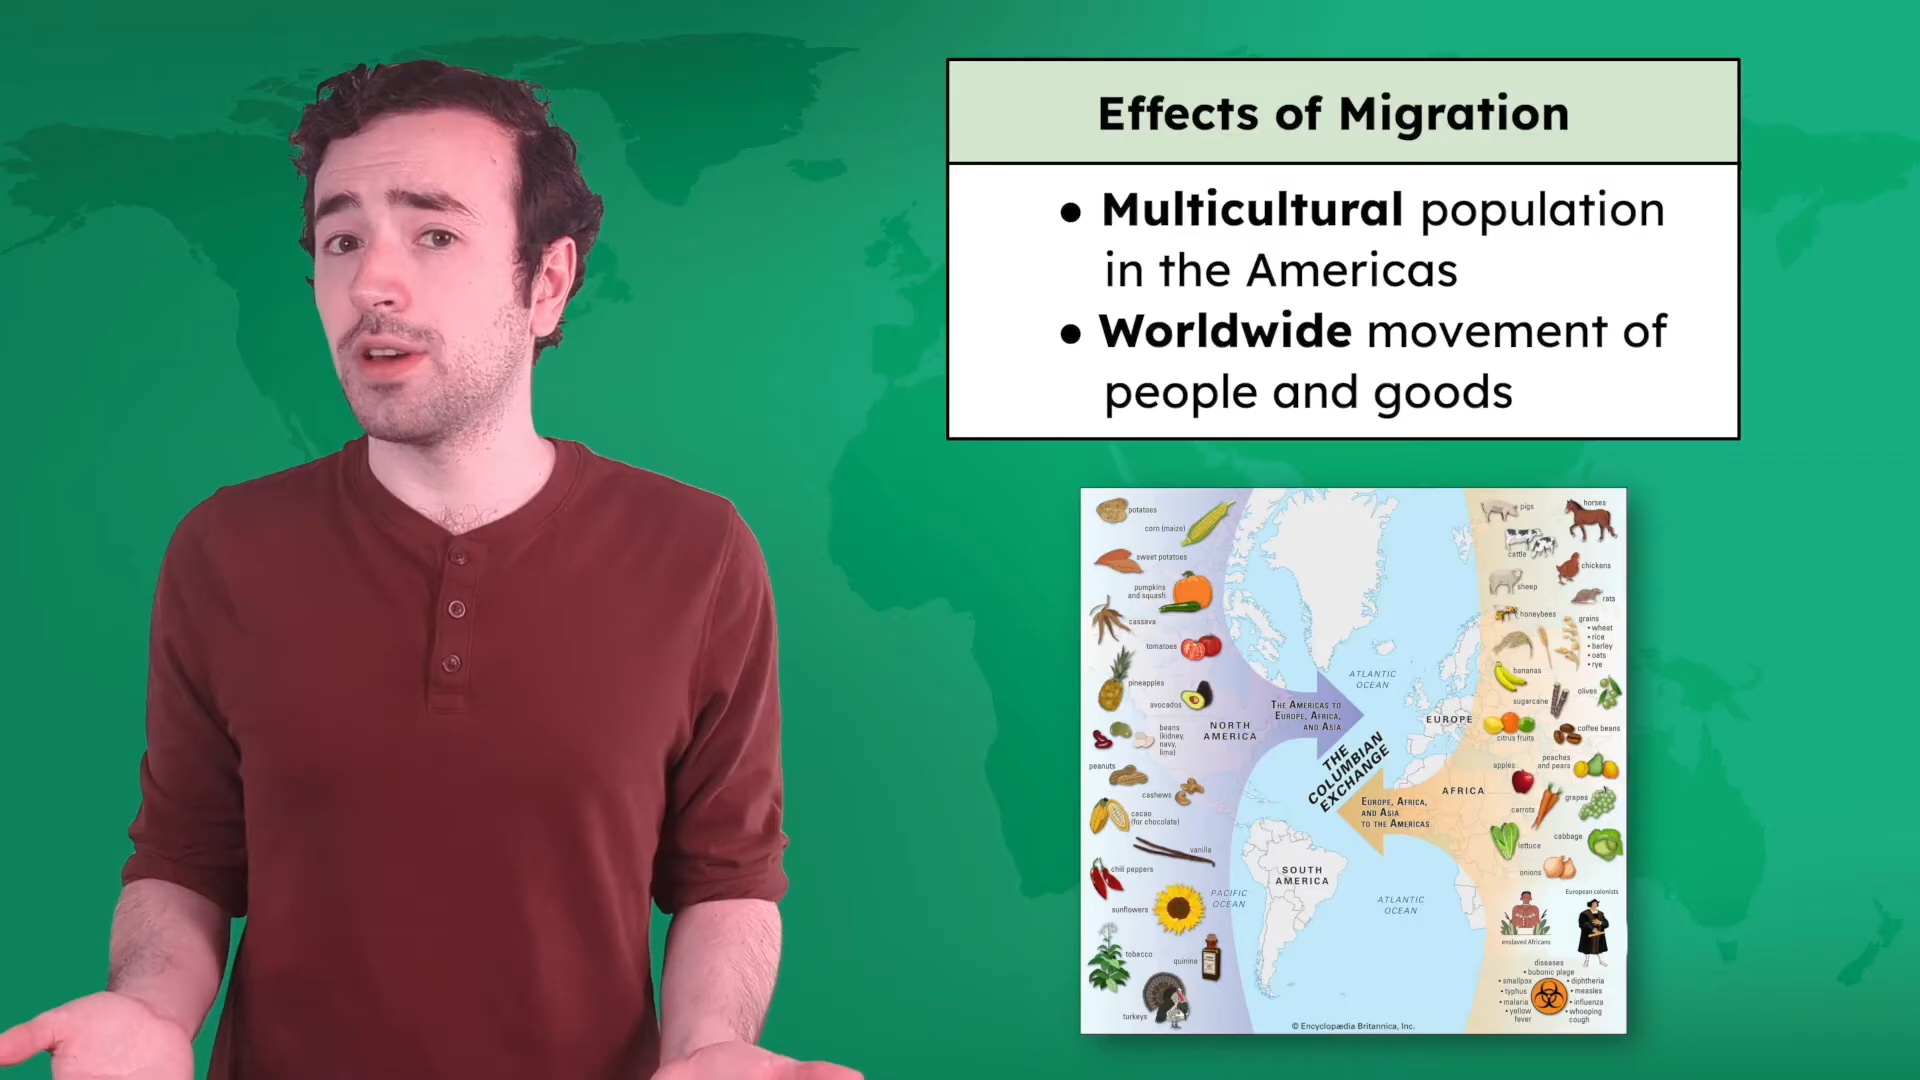 Effects of Migration
● Multicultural population
in the Americas
● Worldwide movement of
people and goods
potatoes
corn (maize)
sweet potatoes
pumpkins
and squash
cassava
tomatoes
pineapples
avocados
beans
(kidney,
navy,
lima)
peanuts
cashews
cacao
(for chocolate)
vanilla
chili peppers
sunflowers
tobacco
quinine
turkeys
NORTH
AMERICA
THE AMERICAS TO
EUROPE, AFRICA,
AND ASIA
ATLANTIC
OCEAN
THE
COLUMBIAN
EXCHANGE
EUROPE
AFRICA
EUROPE, AFRICA,
AND ASIA
TO THE AMERICAS
SOUTH
AMERICA
PACIFIC
OCEAN
ATLANTIC
OCEAN
© Encyclopædia Britannica, Inc.
pigs
horses
cattle
chickens
sheep
rats
honeybees
grains
• wheat
• rice
• barley
• oats
• rye
bananas
sugarcane
olives
citrus fruits
coffee beans
apples
peaches
and pears
carrots
grapes
lettuce
cabbage
onions
enslaved Africans
European colonists
diseases
• bubonic plage
• smallpox
• typhus
• malaria
• yellow
fever
• diphtheria
• measles
• influenza
• whooping
cough